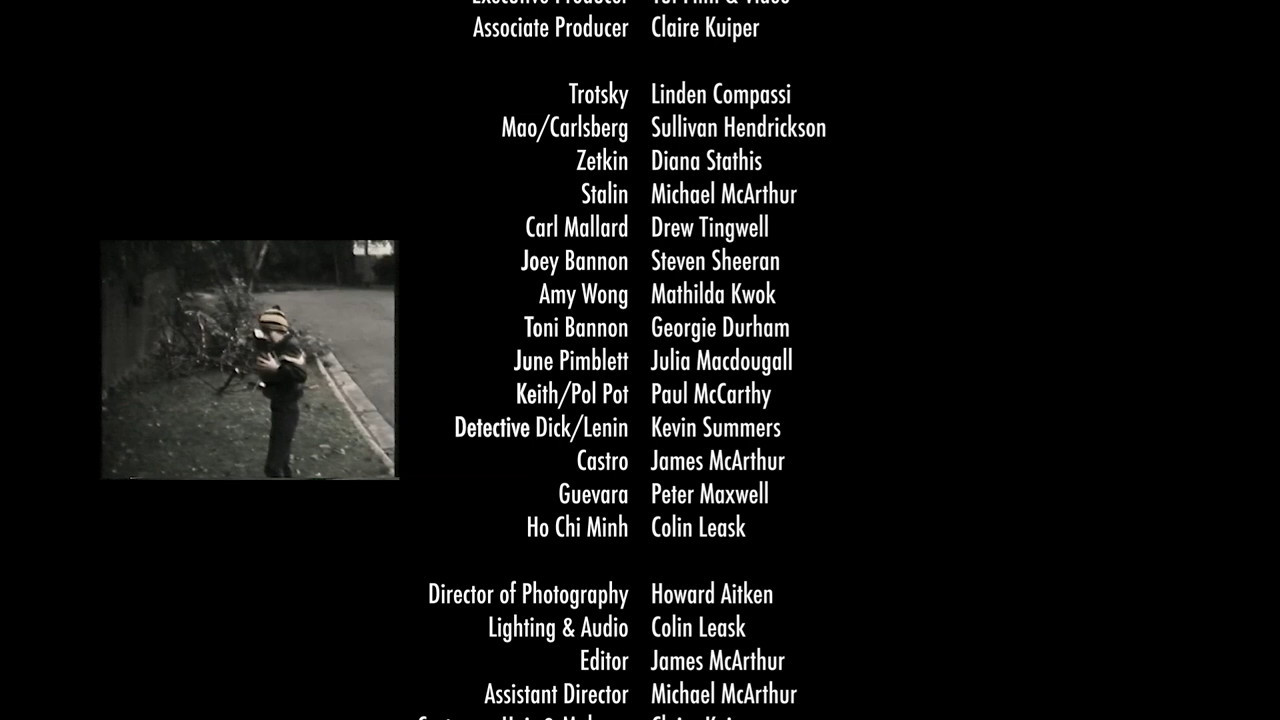 Associate Producer Claire Kuiper
Trotsky Linden Compassi
Mao/Carlsberg Sullivan Hendrickson
Zetkin Diana Stathis
Stalin Michael McArthur
Carl Mallard Drew Tingwell
Joey Bannon Steven Sheeran
Amy Wong Mathilda Kwok
Toni Bannon Georgie Durham
June Pimblett Julia Macdougall
Keith/Pol Pot Paul McCarthy
Detective Dick/Lenin Kevin Summers
Castro James McArthur
Guevara Peter Maxwell
Ho Chi Minh Colin Leask
Director of Photography Howard Aitken
Lighting & Audio Colin Leask
Editor James McArthur
Assistant Director Michael McArthur